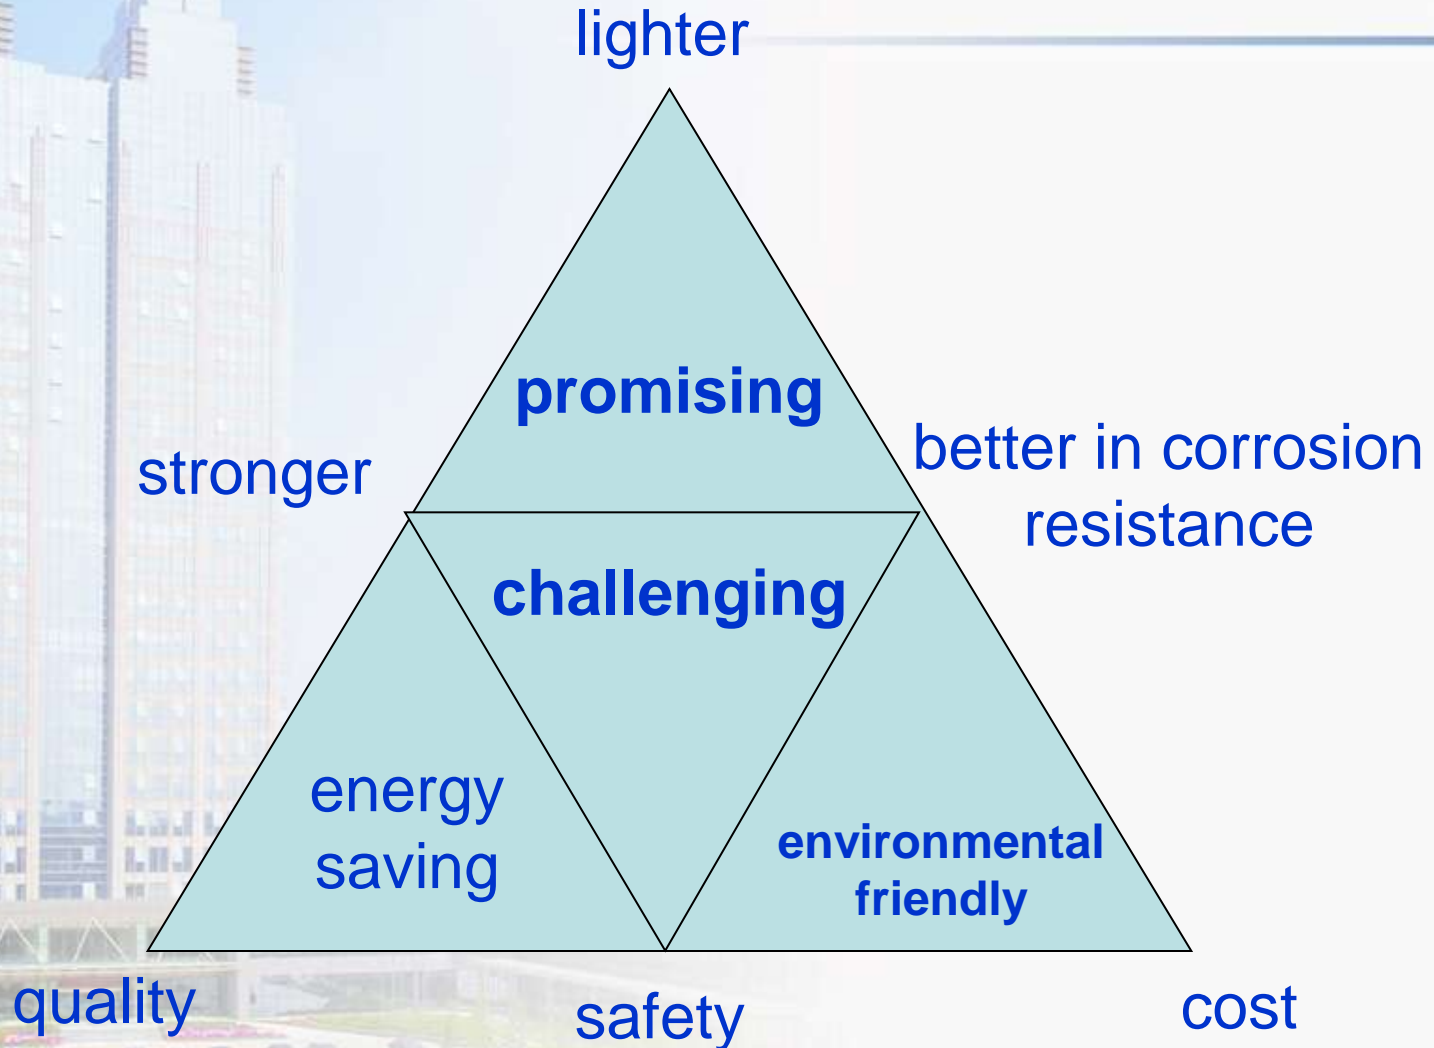 lighter
promising
stronger
better in corrosion
resistance
challenging
energy
saving
environmental
friendly
quality
safety
cost